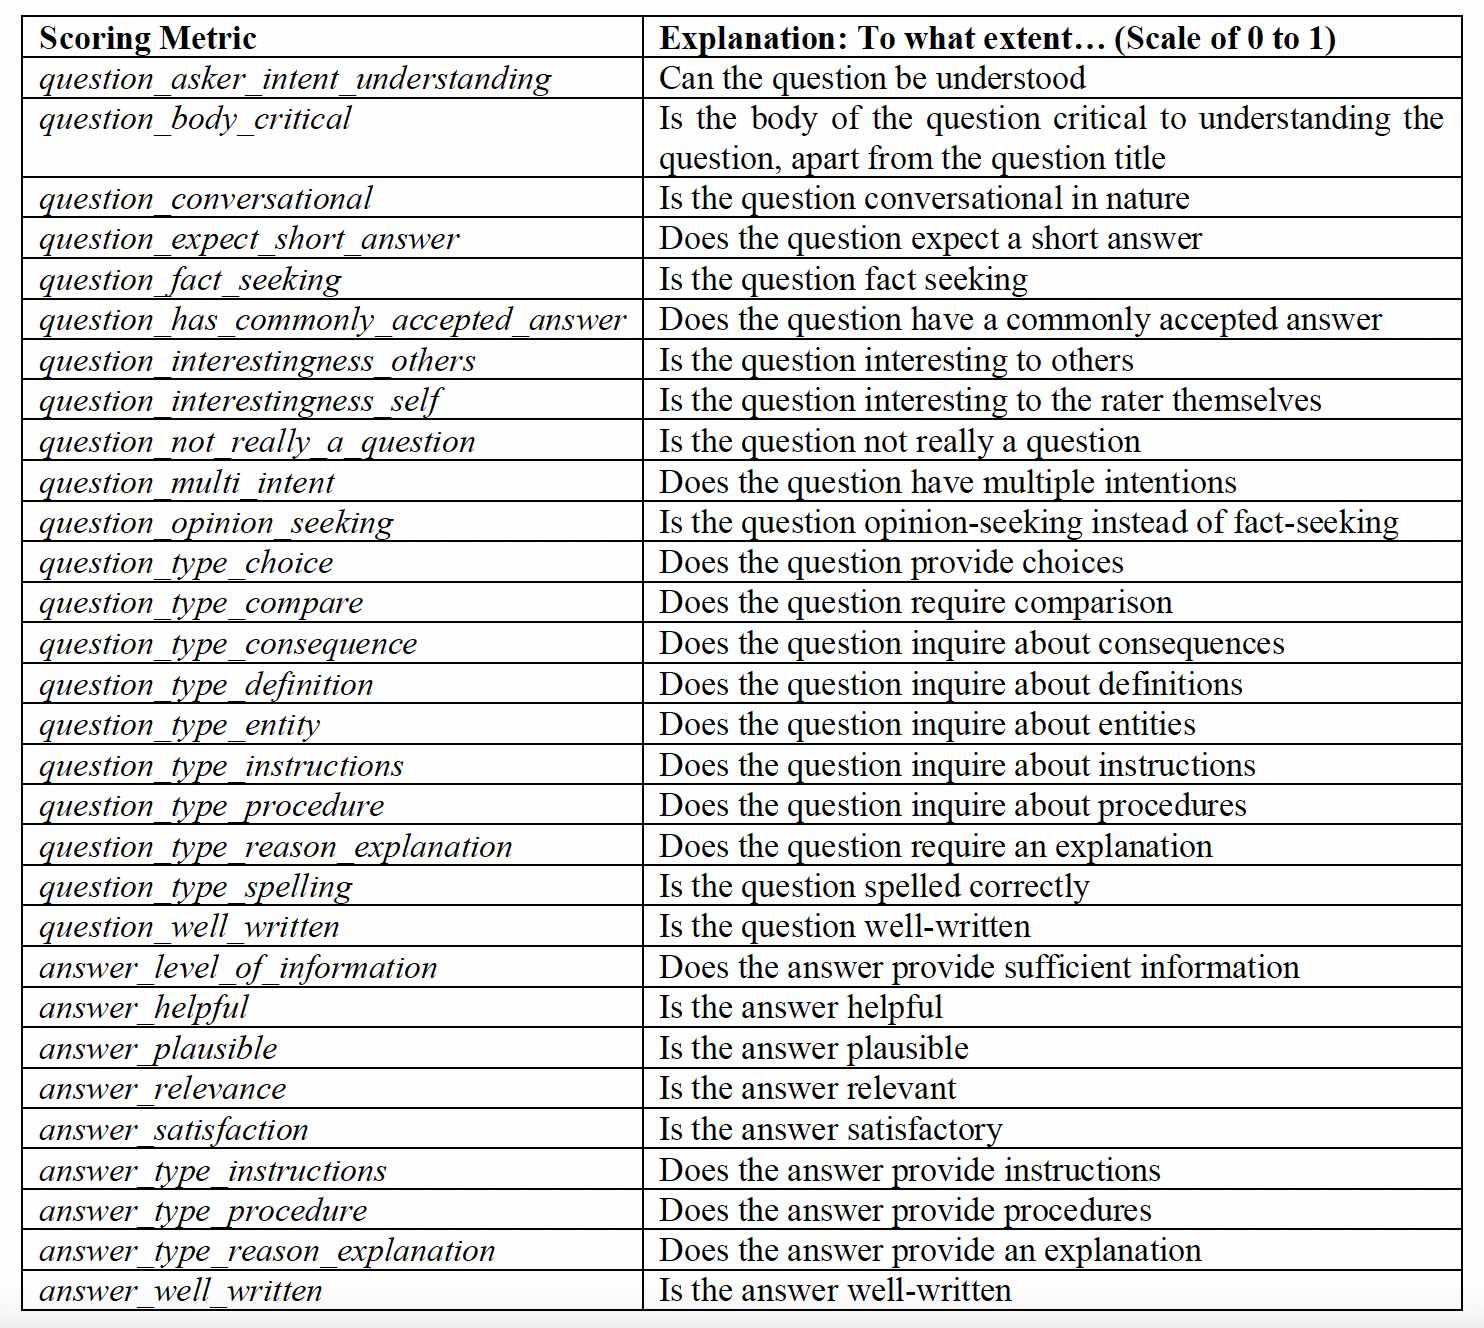 Scoring Metric Explanation: To what extent… (Scale of 0 to 1)
question_asker_intent_understanding Can the question be understood
question_body_critical Is the body of the question critical to understanding the
question, apart from the question title
question_conversational Is the question conversational in nature
question_expect_short_answer Does the question expect a short answer
question_fact_seeking Is the question fact seeking
question_has_commonly_accepted_answer Does the question have a commonly accepted answer
question_interestingness_others Is the question interesting to others
question_interestingness_self Is the question interesting to the rater themselves
question_not_really_a_question Is the question not really a question
question_multi_intent Does the question have multiple intentions
question_opinion_seeking Is the question opinion-seeking instead of fact-seeking
question_type_choice Does the question provide choices
question_type_compare Does the question require comparison
question_type_consequence Does the question inquire about consequences
question_type_definition Does the question inquire about definitions
question_type_entity Does the question inquire about entities
question_type_instructions Does the question inquire about instructions
question_type_procedure Does the question inquire about procedures
question_type_reason_explanation Does the question require an explanation
question_type_spelling Is the question spelled correctly
question_well_written Is the question well-written
answer_level_of_information Does the answer provide sufficient information
answer_helpful Is the answer helpful
answer_plausible Is the answer plausible
answer_relevance Is the answer relevant
answer_satisfaction Is the answer satisfactory
answer_type_instructions Does the answer provide instructions
answer_type_procedure Does the answer provide procedures
answer_type_reason_explanation Does the answer provide an explanation
answer_well_written Is the answer well-written